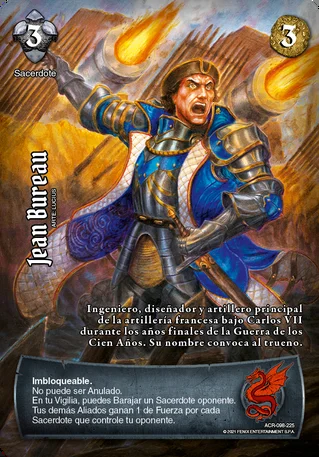 3
3
Sacerdote
Jean Bureau
ARTE: LUCIUS
Ingeniero, diseñador y artillero principal
de la artillería francesa bajo Carlos VII
durante los años finales de la Guerra de los
Cien Años. Su nombre convoca al trueno.
Imbloqueable.
No puede ser Anulado.
En tu Vigilia, puedes Barajar un Sacerdote oponente.
Tus demás Aliados ganan 1 de Fuerza por cada
Sacerdote que controle tu oponente.
ACR-098-225
© 2021 FENIX ENTERTAINMENT S.P.A.